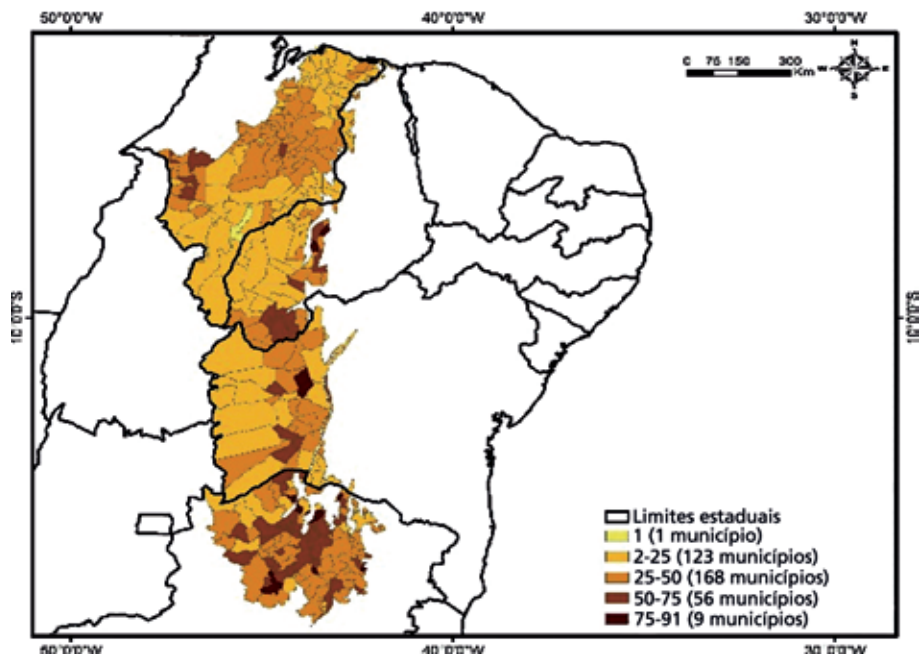 50°0'0"W 40°0'0"W 30°0'0"W
N
0 75 150 300
Km
W E
S
10°0'0"S 10°0'0"S
Limites estaduais
1 (1 município)
2-25 (123 municípios)
25-50 (168 municípios)
50-75 (56 municípios)
75-91 (9 municípios)
50°0'0"W 40°0'0"W 30°0'0"W